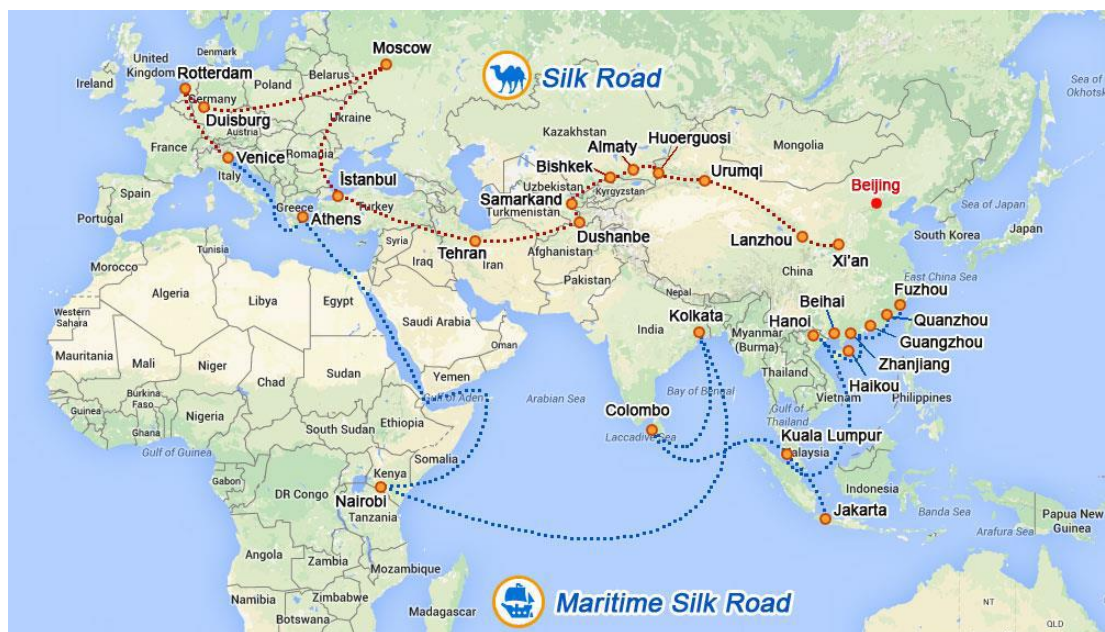 Moscow
Silk Road
Sea of
Okhotsk
Denmark
United
Kingdom
Ireland
Rotterdam
Poland
Belarus
Germany
Duisburg
Ukraine
Austria
France
Romania
Venice
Italy
Spain
Portugal
Kazakhstan
Mongolia
Huoerguosi
Almaty
Bishkek
Urumqi
Uzbekistan
Kyrgyzstan
Samarkand
Turkmenistan
Beijing
İstanbul
Turkey
Greece
Athens
Sea of Japan
Japan
South Korea
Dushanbe
Lanzhou
Xi'an
China
Tehran
Iran
Afghanistan
Syria
Iraq
Tunisia
Morocco
Pakistan
East China Sea
Algeria
Libya
Egypt
Western
Sahara
Saudi Arabia
Oman
Nepal
Kolkata
India
Myanmar
(Burma)
Hanoi
Beihai
Fuzhou
Quanzhou
Guangzhou
Zhanjiang
Haikou
Thailand
Vietnam
Philippines
Mauritania
Mali
Niger
Chad
Sudan
Yemen
Gulf of Aden
Arabian Sea
Bay of Bengal
Gulf of
Thailand
Burkina
Faso
Guinea
Ghana
Nigeria
Gulf of Guinea
South Sudan
Ethiopia
Somalia
Colombo
Laccadive Sea
Kuala Lumpur
Malaysia
Indonesia
Jakarta
Banda Sea
Arafura Sea
Papua New
Guinea
Gabon
DR Congo
Kenya
Nairobi
Tanzania
Angola
Zambia
Mozambique
Namibia
Zimbabwe
Botswana
Madagascar
Maritime Silk Road
NT
QLD